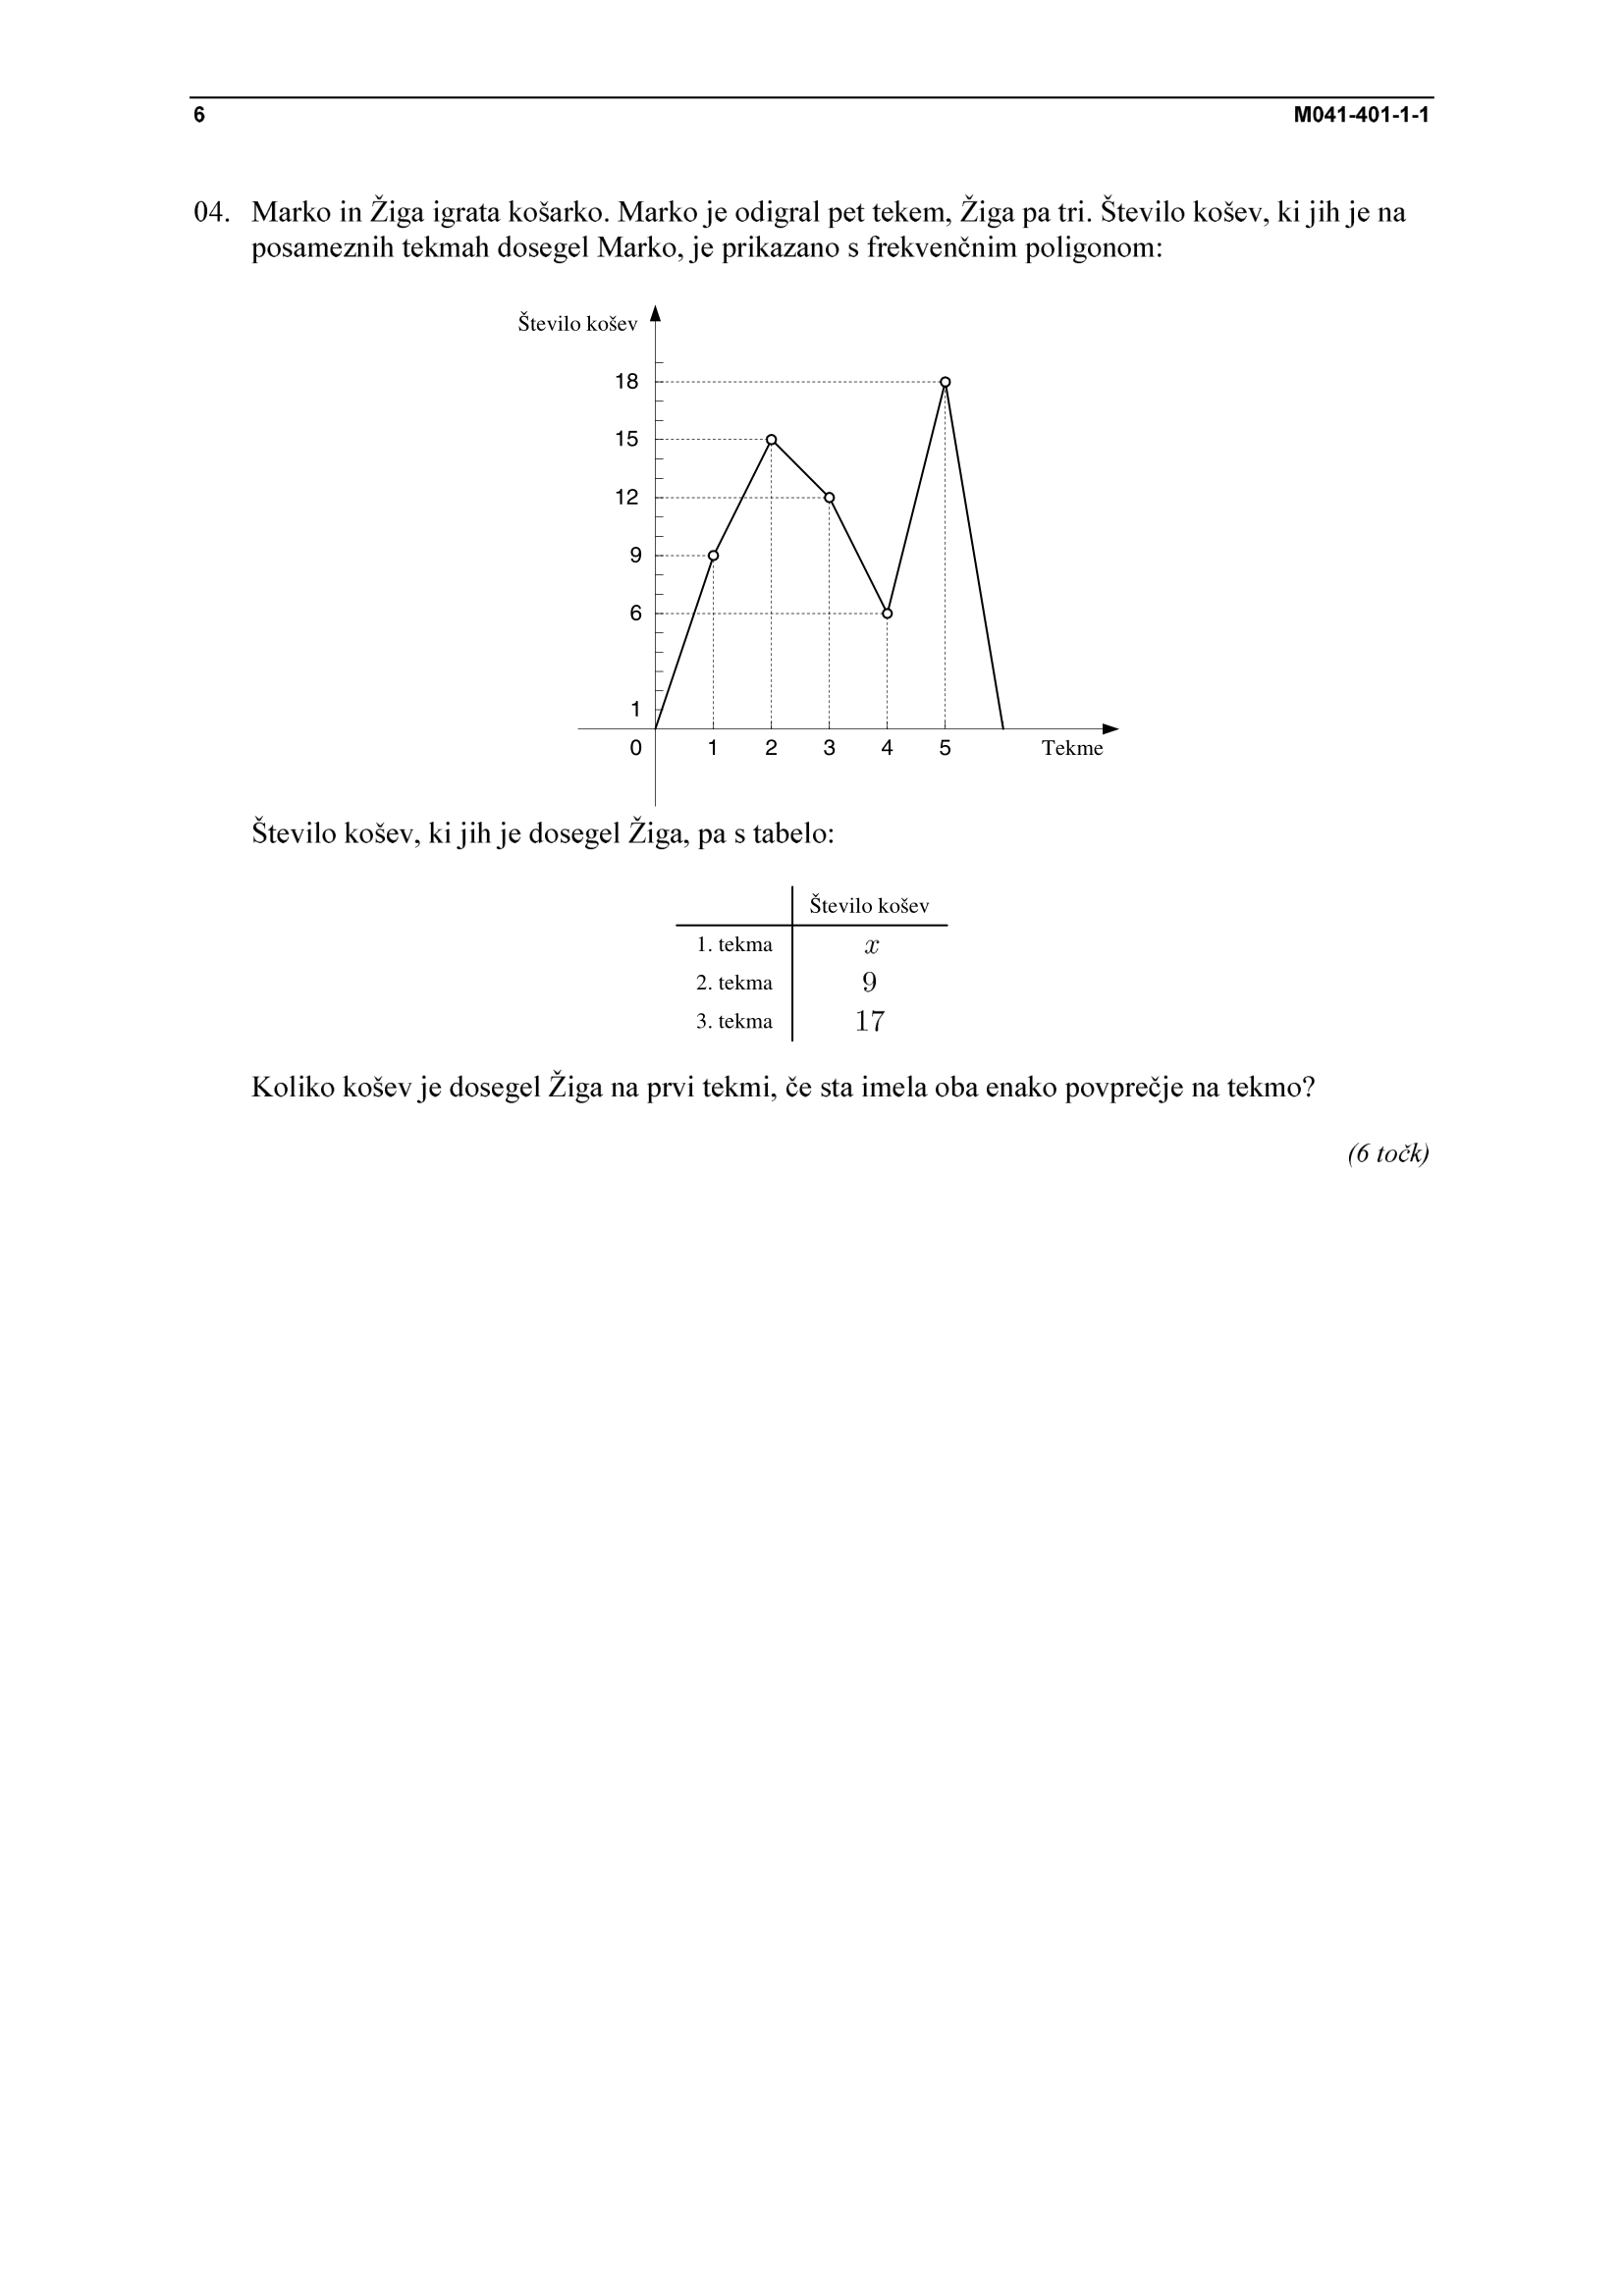 6 M041-401-1-1
04. Marko in Žiga igrata košarko. Marko je odigral pet tekem, Žiga pa tri. Število košev, ki jih je na
posameznih tekmah dosegel Marko, je prikazano s frekvenčnim poligonom:
Število košev
18
15
12
9
6
1
0 1 2 3 4 5 Tekme
Število košev, ki jih je dosegel Žiga, pa s tabelo:
Število košev
1. tekma x
2. tekma 9
3. tekma 17
Koliko košev je dosegel Žiga na prvi tekmi, če sta imela oba enako povprečje na tekmo?
(6 točk)